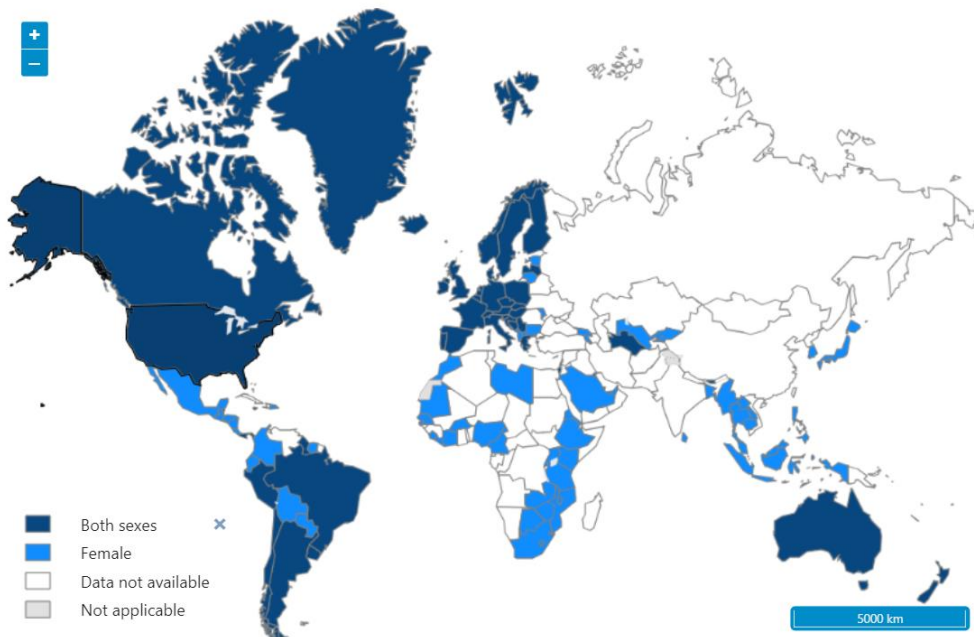 +
−
Both sexes
Female
Data not available
Not applicable
5000 km